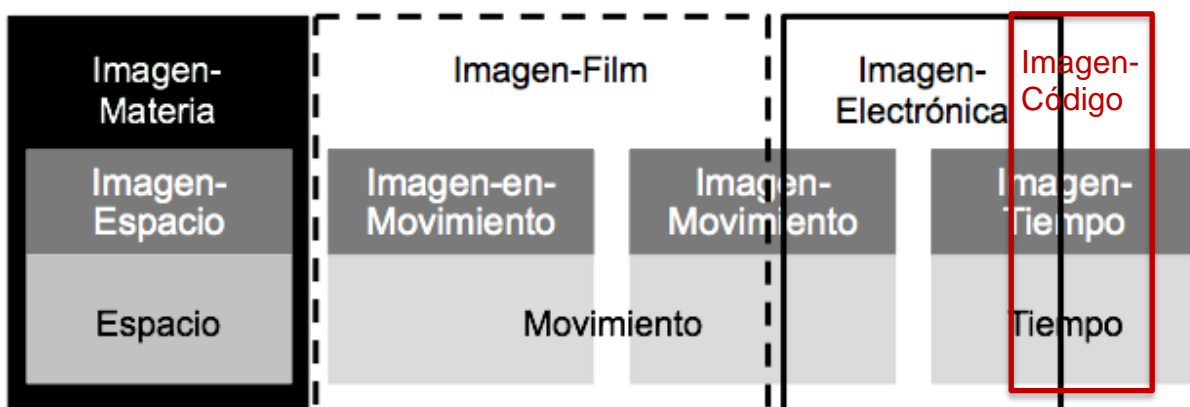 Imagen-
Materia
Imagen-Film
Imagen-
Electrónica
Imagen-
Código
Imagen-
Espacio
Imagen-en-
Movimiento
Imagen-
Movimiento
Imagen-
Tiempo
Espacio
Movimiento
Tiempo